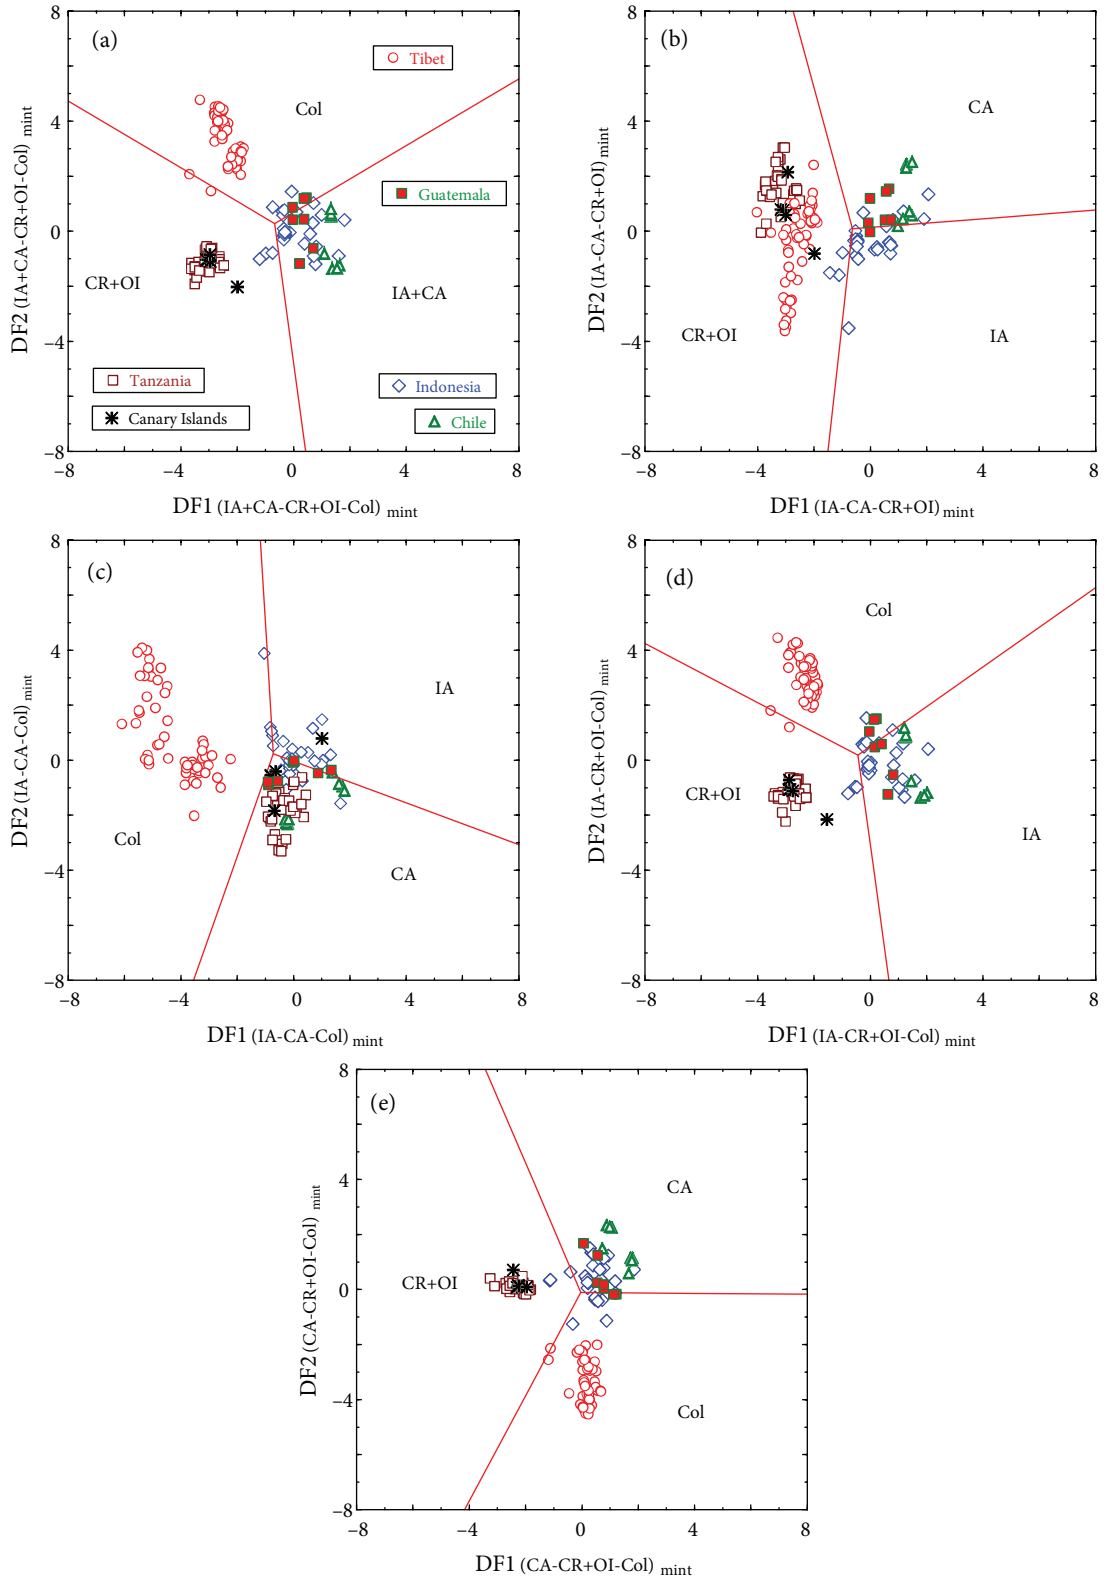 (a)
Tibet
Col
Guatemala
CR+OI
IA+CA
Tanzania
Indonesia
Canary Islands
Chile
8
4
0
−4
−8
−8
−4
0
4
8
DF2 (IA+CA-CR+OI-Col) mint
DF1 (IA+CA-CR+OI-Col) mint
(b)
CA
CR+OI
IA
8
4
0
−4
−8
−8
−4
0
4
8
DF2 (IA-CA-CR+OI) mint
DF1 (IA-CA-CR+OI) mint
(c)
IA
Col
CA
8
4
0
−4
−8
−8
−4
0
4
8
DF2 (IA-CA-Col) mint
DF1 (IA-CA-Col) mint
(d)
Col
CR+OI
IA
8
4
0
−4
−8
−8
−4
0
4
8
DF2 (IA-CR+OI-Col) mint
DF1 (IA-CR+OI-Col) mint
(e)
CA
CR+OI
Col
8
4
0
−4
−8
−8
−4
0
4
8
DF2 (CA-CR+OI-Col) mint
DF1 (CA-CR+OI-Col) mint